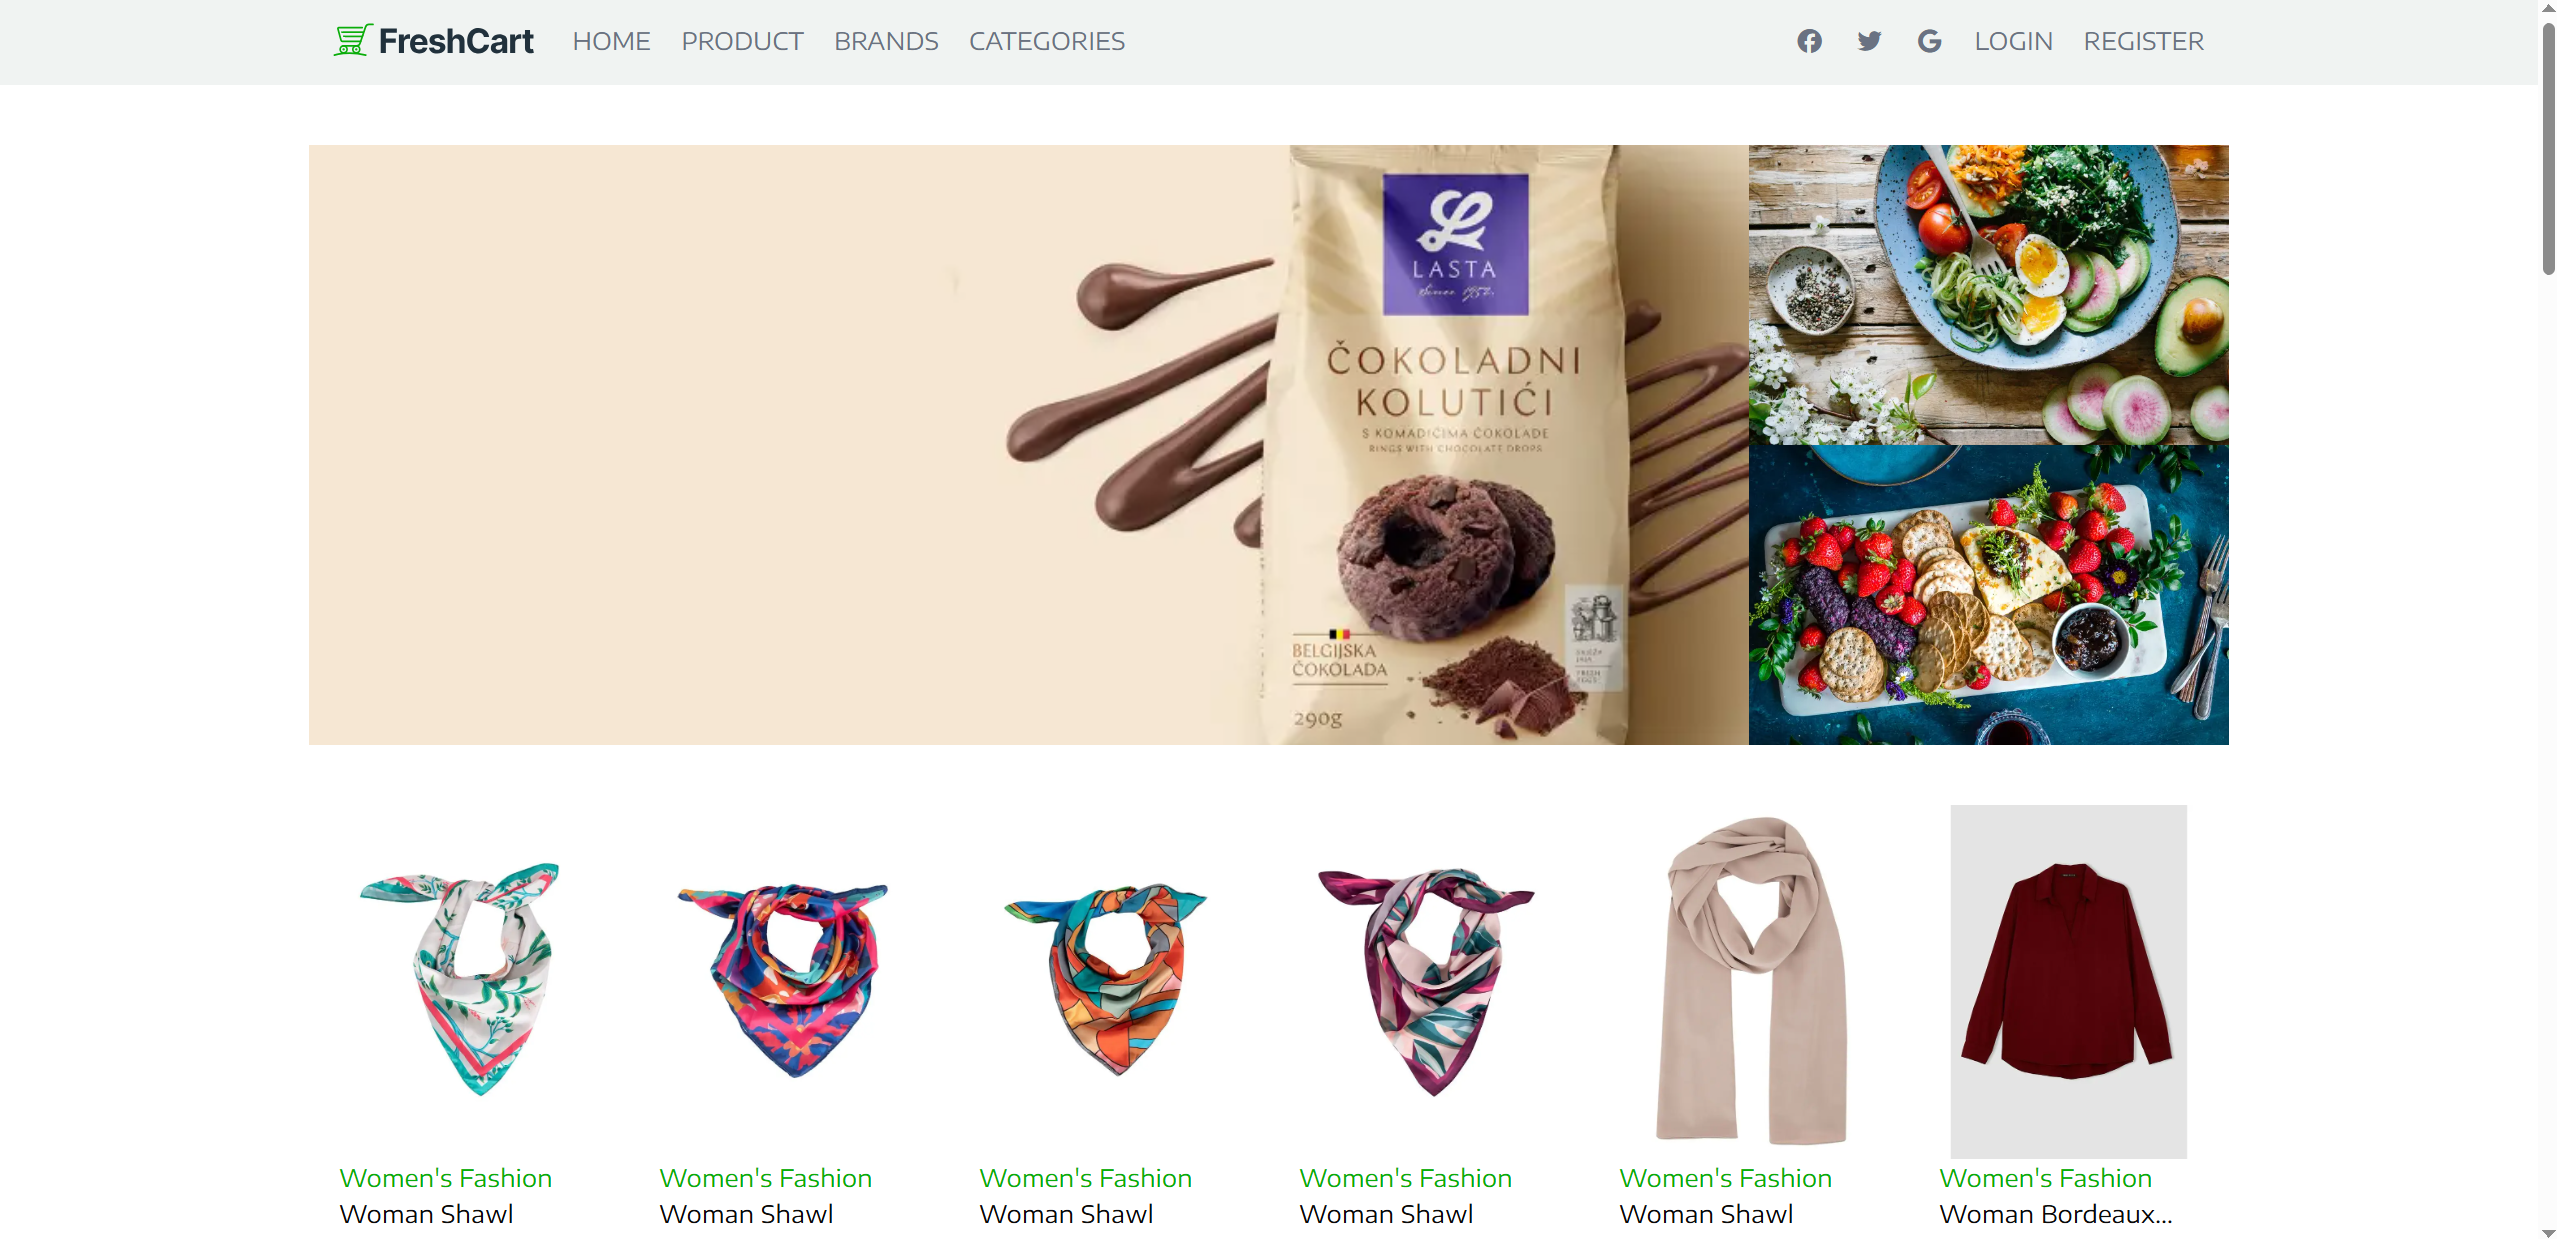 FreshCart HOME PRODUCT BRANDS CATEGORIES LOGIN REGISTER
LASTA
ČOKOLADNI
KOLUTIĆI
S KOMADIĆIMA ČOKOLADE
RINGS WITH CHOCOLATE DROPS
BELGIJSKA
ČOKOLADA
290g
Women's Fashion
Woman Shawl
Women's Fashion
Woman Shawl
Women's Fashion
Woman Shawl
Women's Fashion
Woman Shawl
Women's Fashion
Woman Shawl
Women's Fashion
Woman Bordeaux...